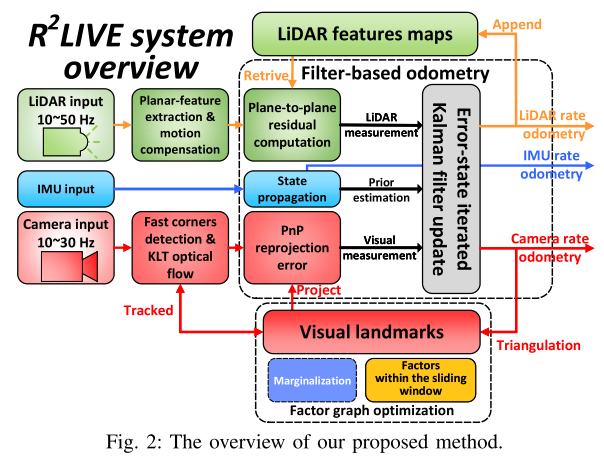 R²LIVE system
overview
LiDAR features maps
Append
Retrive
Filter-based odometry
LiDAR input
10~50 Hz
Planar-feature
extraction &
motion
compensation
Plane-to-plane
residual
computation
LiDAR
measurement
Error-state iterated
Kalman filter update
LiDAR rate
odometry
IMU rate
odometry
IMU input
State
propagation
Prior
estimation
Camera input
10~30 Hz
Fast corners
detection &
KLT optical
flow
PnP
reprojection
error
Visual
measurement
Camera rate
odometry
Tracked
Project
Visual landmarks
Triangulation
Marginalization
Factors
within the sliding
window
Factor graph optimization
Fig. 2: The overview of our proposed method.